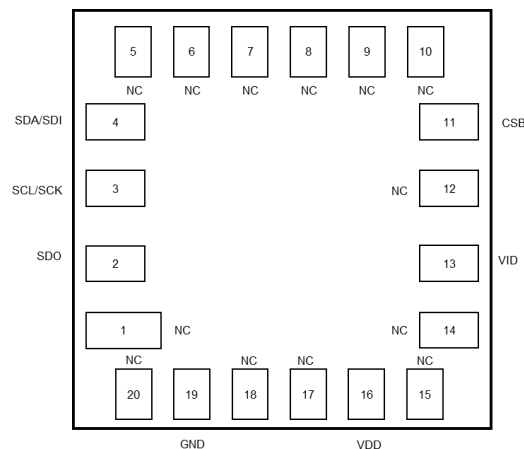 5 6 7 8 9 10
NC NC NC NC NC NC
SDA/SDI 4 11 CSB
SCL/SCK 3 NC 12
SDO 2 13 VID
1 NC NC 14
NC NC NC NC
20 19 18 17 16 15
GND VDD